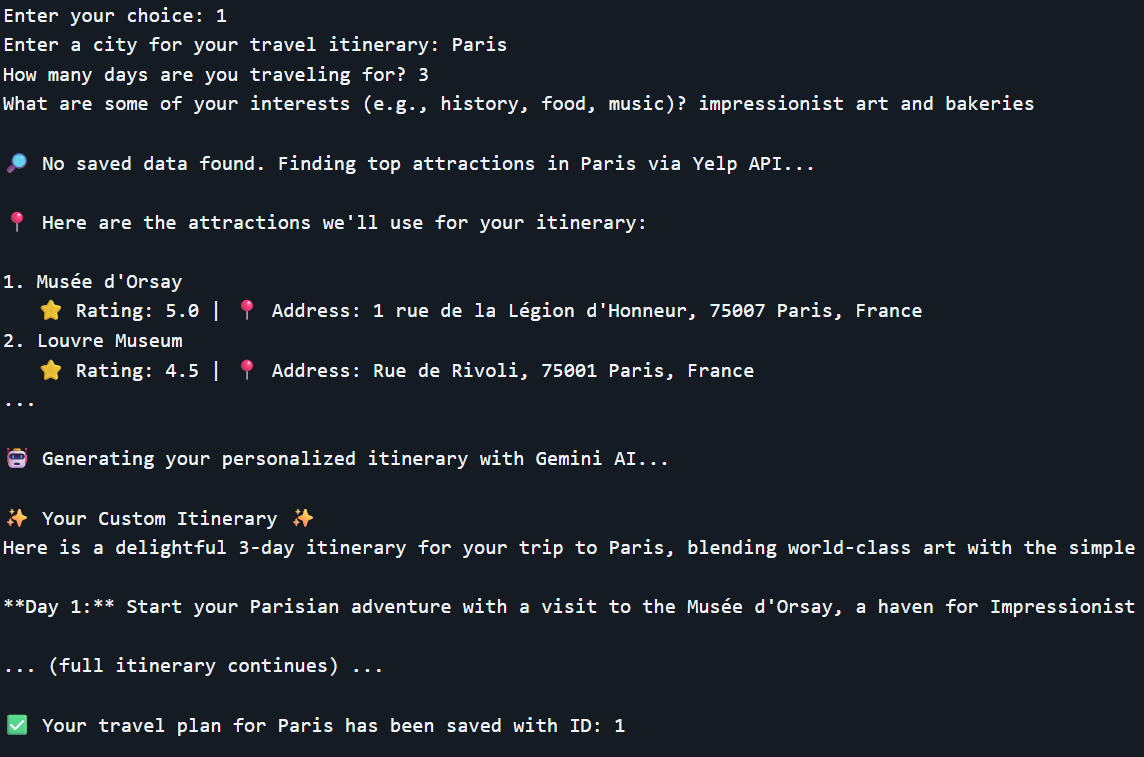 Enter your choice: 1
Enter a city for your travel itinerary: Paris
How many days are you traveling for? 3
What are some of your interests (e.g., history, food, music)? impressionist art and bakeries
🔎 No saved data found. Finding top attractions in Paris via Yelp API...
📍 Here are the attractions we'll use for your itinerary:
1. Musée d'Orsay
⭐ Rating: 5.0 | 📍 Address: 1 rue de la Légion d'Honneur, 75007 Paris, France
2. Louvre Museum
⭐ Rating: 4.5 | 📍 Address: Rue de Rivoli, 75001 Paris, France
...
🤖 Generating your personalized itinerary with Gemini AI...
✨ Your Custom Itinerary ✨
Here is a delightful 3-day itinerary for your trip to Paris, blending world-class art with the simple
**Day 1:** Start your Parisian adventure with a visit to the Musée d'Orsay, a haven for Impressionist
... (full itinerary continues) ...
✅ Your travel plan for Paris has been saved with ID: 1